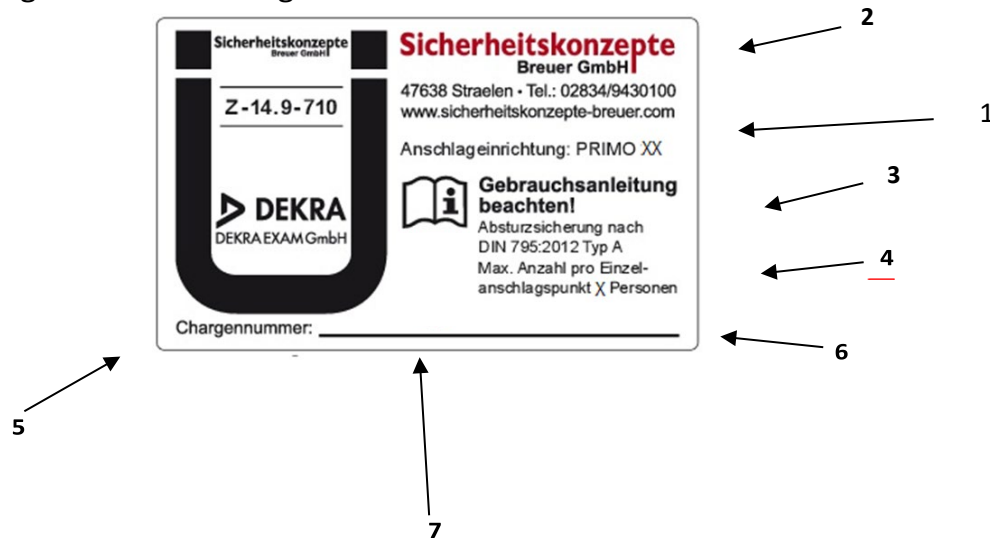 Sicherheitskonzepte
Breuer GmbH
Z-14.9-710
DEKRA
DEKRA EXAM GmbH
Sicherheitskonzepte
Breuer GmbH
47638 Straelen • Tel.: 02834/9430100
www.sicherheitskonzepte-breuer.com
Anschlageinrichtung: PRIMO XX
Gebrauchsanleitung
beachten!
Absturzsicherung nach
DIN 795:2012 Typ A
Max. Anzahl pro Einzel-
anschlagspunkt X Personen
Chargennummer:
2
1
3
4
6
5
7